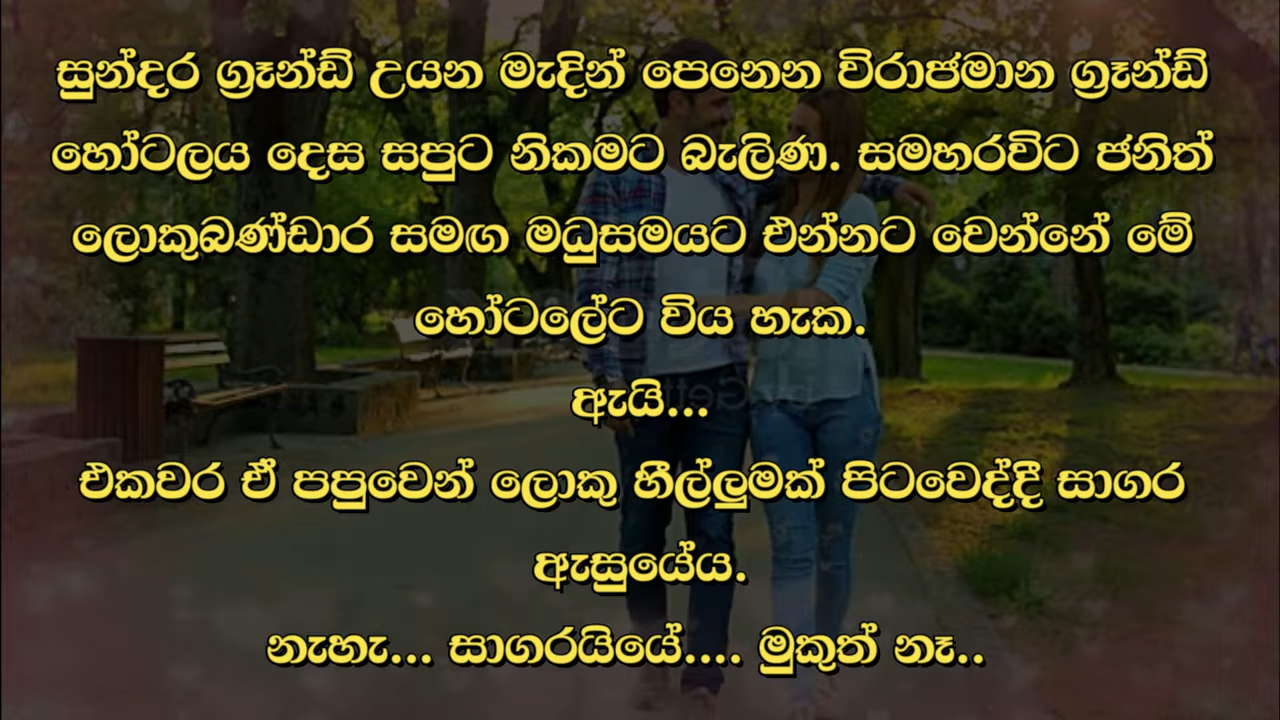 සුන්දර ග්‍රෑන්ඩ් උයන මැදින් පෙනෙන විරාජමාන ග්‍රෑන්ඩ්
හෝටලය දෙස සපුට නිකමට බැලිණ. සමහරවිට ජනිත්
ලොකුබණ්ඩාර සමඟ මධුසමයට එන්නට වෙන්නේ මේ
හෝටලේට විය හැක.
ඇයි...
එකවර ඒ පපුවෙන් ලොකු හීල්ලුමක් පිටවෙද්දී සාගර
ඇසුයේය.
නැහැ... සාගරයියේ.... මුකුත් නෑ..